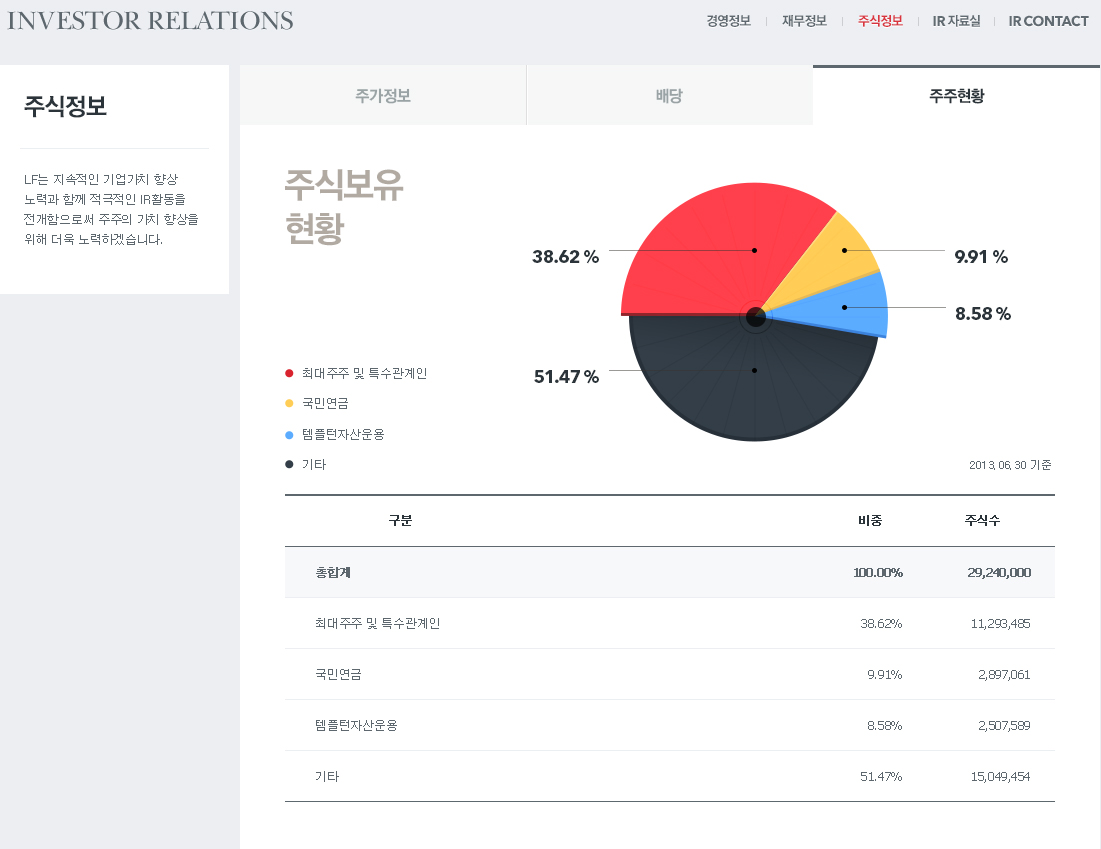 INVESTOR RELATIONS
경영정보 | 재무정보 | 주식정보 | IR 자료실 | IR CONTACT
주식정보
LF는 지속적인 기업가치 향상
노력과 함께 적극적인 IR활동을
전개함으로써 주주의 가치 향상을
위해 더욱 노력하겠습니다.
주가정보 배당 주주현황
주식보유
현황
38.62 % 9.91 %
8.58 %
51.47 %
최대주주 및 특수관계인
국민연금
템플턴자산운용
기타
2013. 06. 30 기준
구분 비중 주식수
총합계 100.00% 29,240,000
최대주주 및 특수관계인 38.62% 11,293,485
국민연금 9.91% 2,897,061
템플턴자산운용 8.58% 2,507,589
기타 51.47% 15,049,454